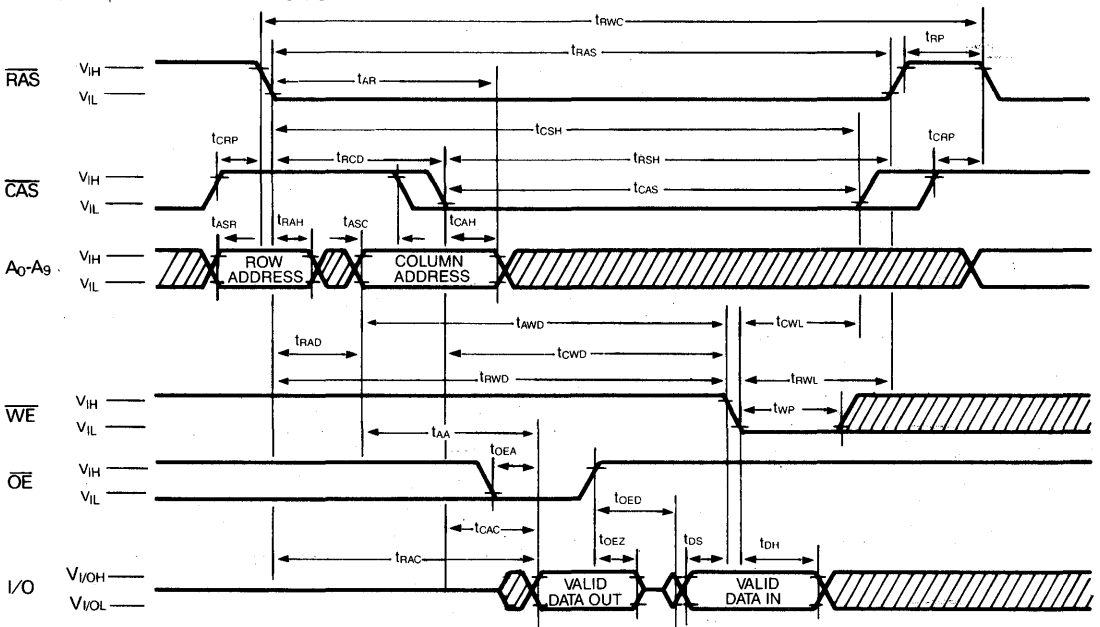 tRWC
tRAS
tRP
RAS
VIH
VIL
tAR
tCSH
tCRP
tRCD
tRSH
tCRP
CAS
VIH
VIL
tCAS
tASR
tRAH
tASC
tCAH
A0-A9
VIH
VIL
ROW
ADDRESS
COLUMN
ADDRESS
tAWD
tCWL
tRAD
tCWD
tRWD
tRWL
WE
VIH
VIL
tWP
tAA
OE
VIH
VIL
tOEA
tOED
tCAC
tRAC
tOEZ
tDS
tDH
I/O
VI/OH
VI/OL
VALID
DATA OUT
VALID
DATA IN